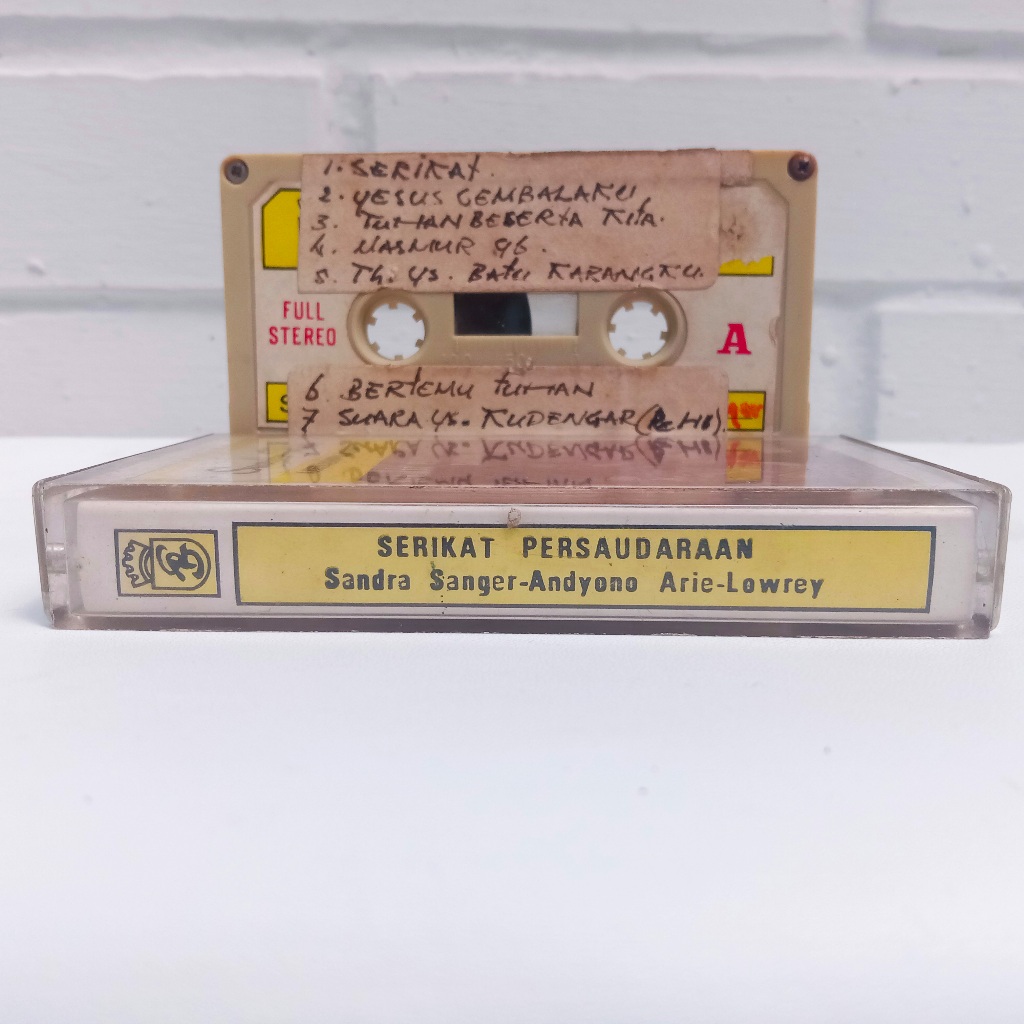 1. SERIKAT.
2. YESUS GEMBALAKU.
3. TUHAN BESERTA KITA.
4. MASMUR 96.
5. Th. Ys. BATU KARANGKU.
FULL
STEREO
A
6 BERTEMU TUHAN
7 SUARA Ys. KUDENGAR
SERIKAT PERSAUDARAAN
Sandra Sanger-Andyono Arie-Lowrey